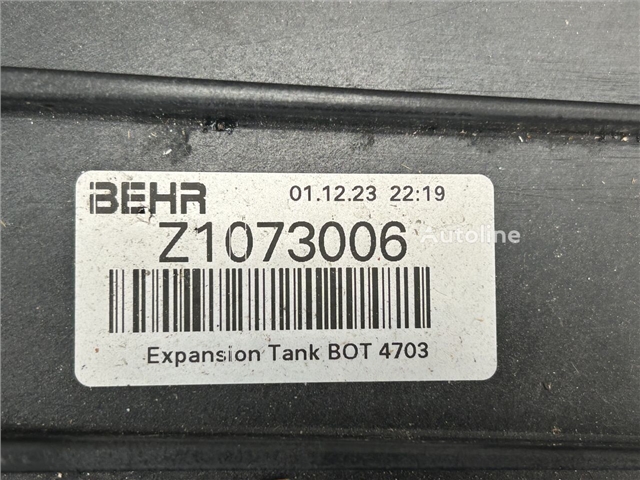 BEHR 01.12.23 22:19
Z1073006
Autoline
Expansion Tank BOT 4703